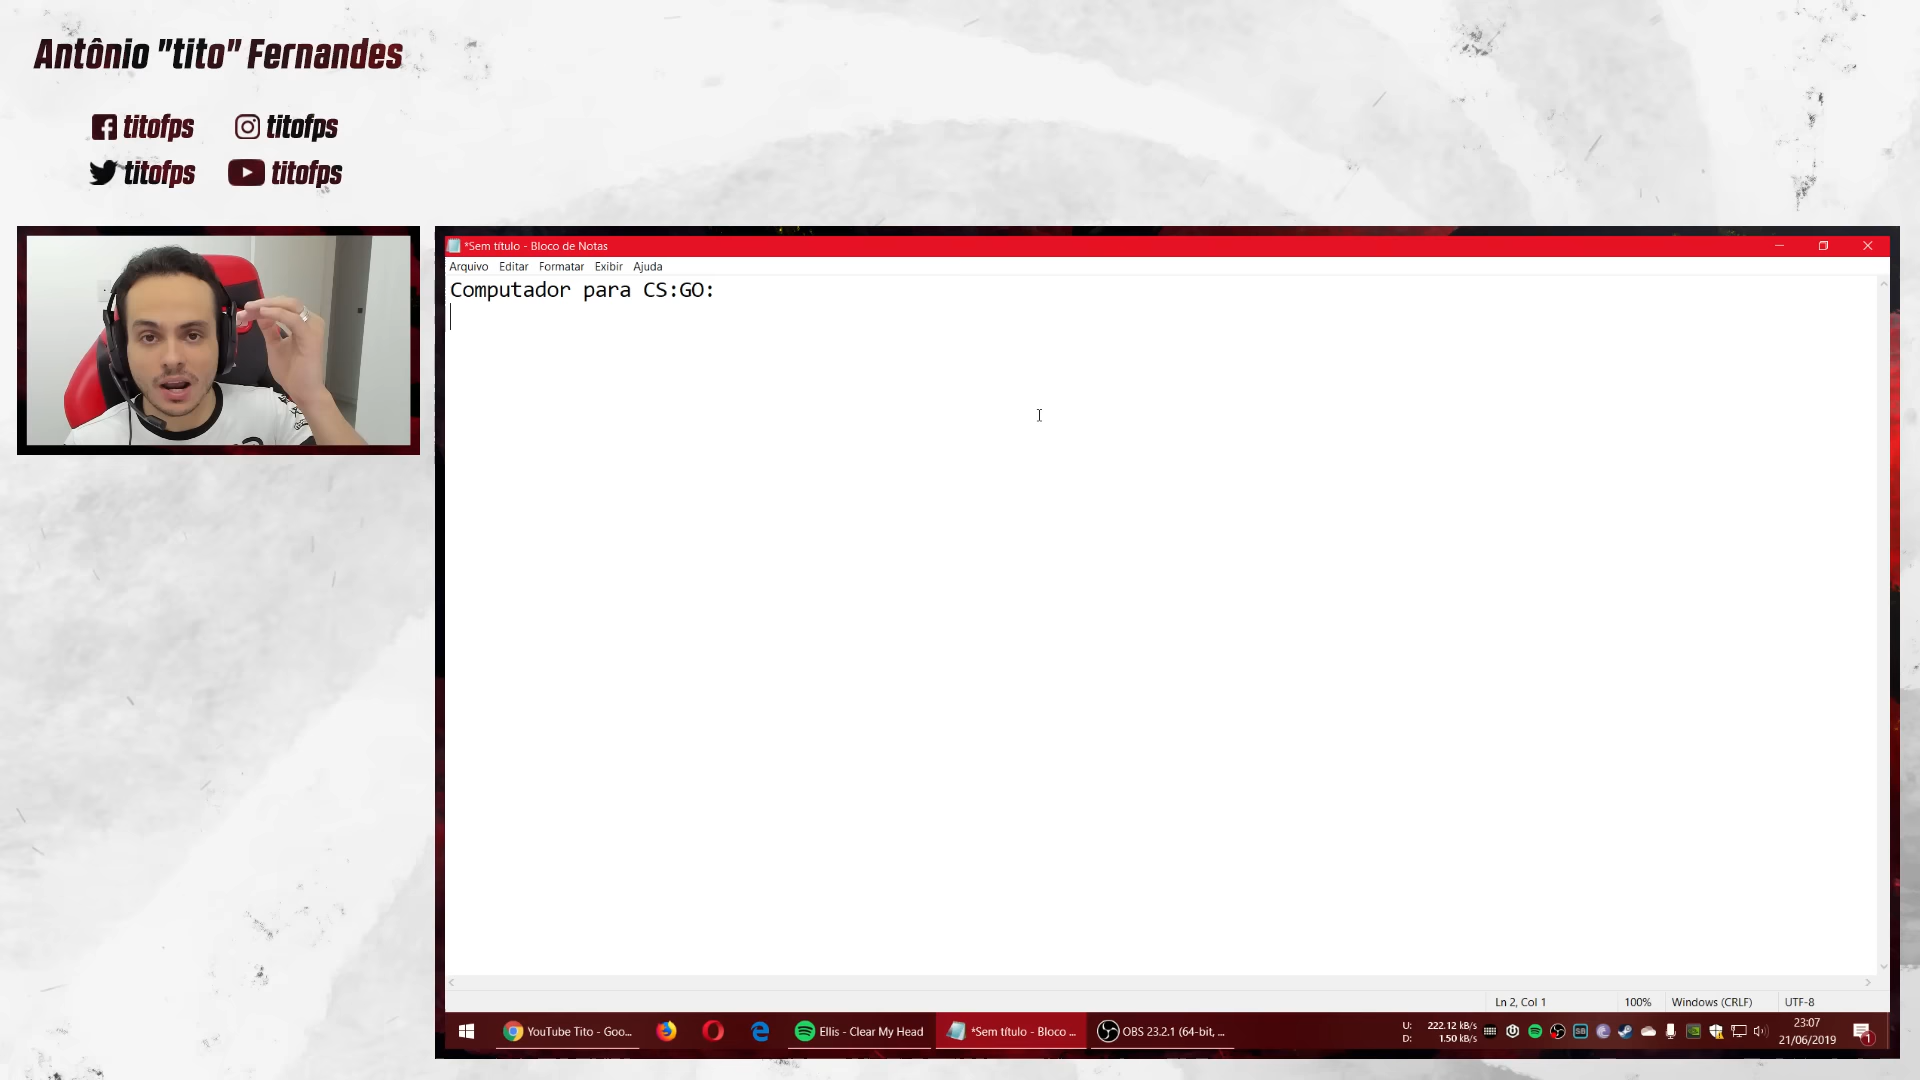 Antônio "tito" Fernandes
titofps titofps
titofps titofps
*Sem título - Bloco de Notas
Arquivo Editar Formatar Exibir Ajuda
Computador para CS:GO:
Ln 2, Col 1 100% Windows (CRLF) UTF-8
YouTube Tito - Goo... Ellis - Clear My Head *Sem título - Bloco ... OBS 23.2.1 (64-bit, ...
U: 222.12 kB/s
D: 1.50 kB/s
23:07
21/06/2019
1